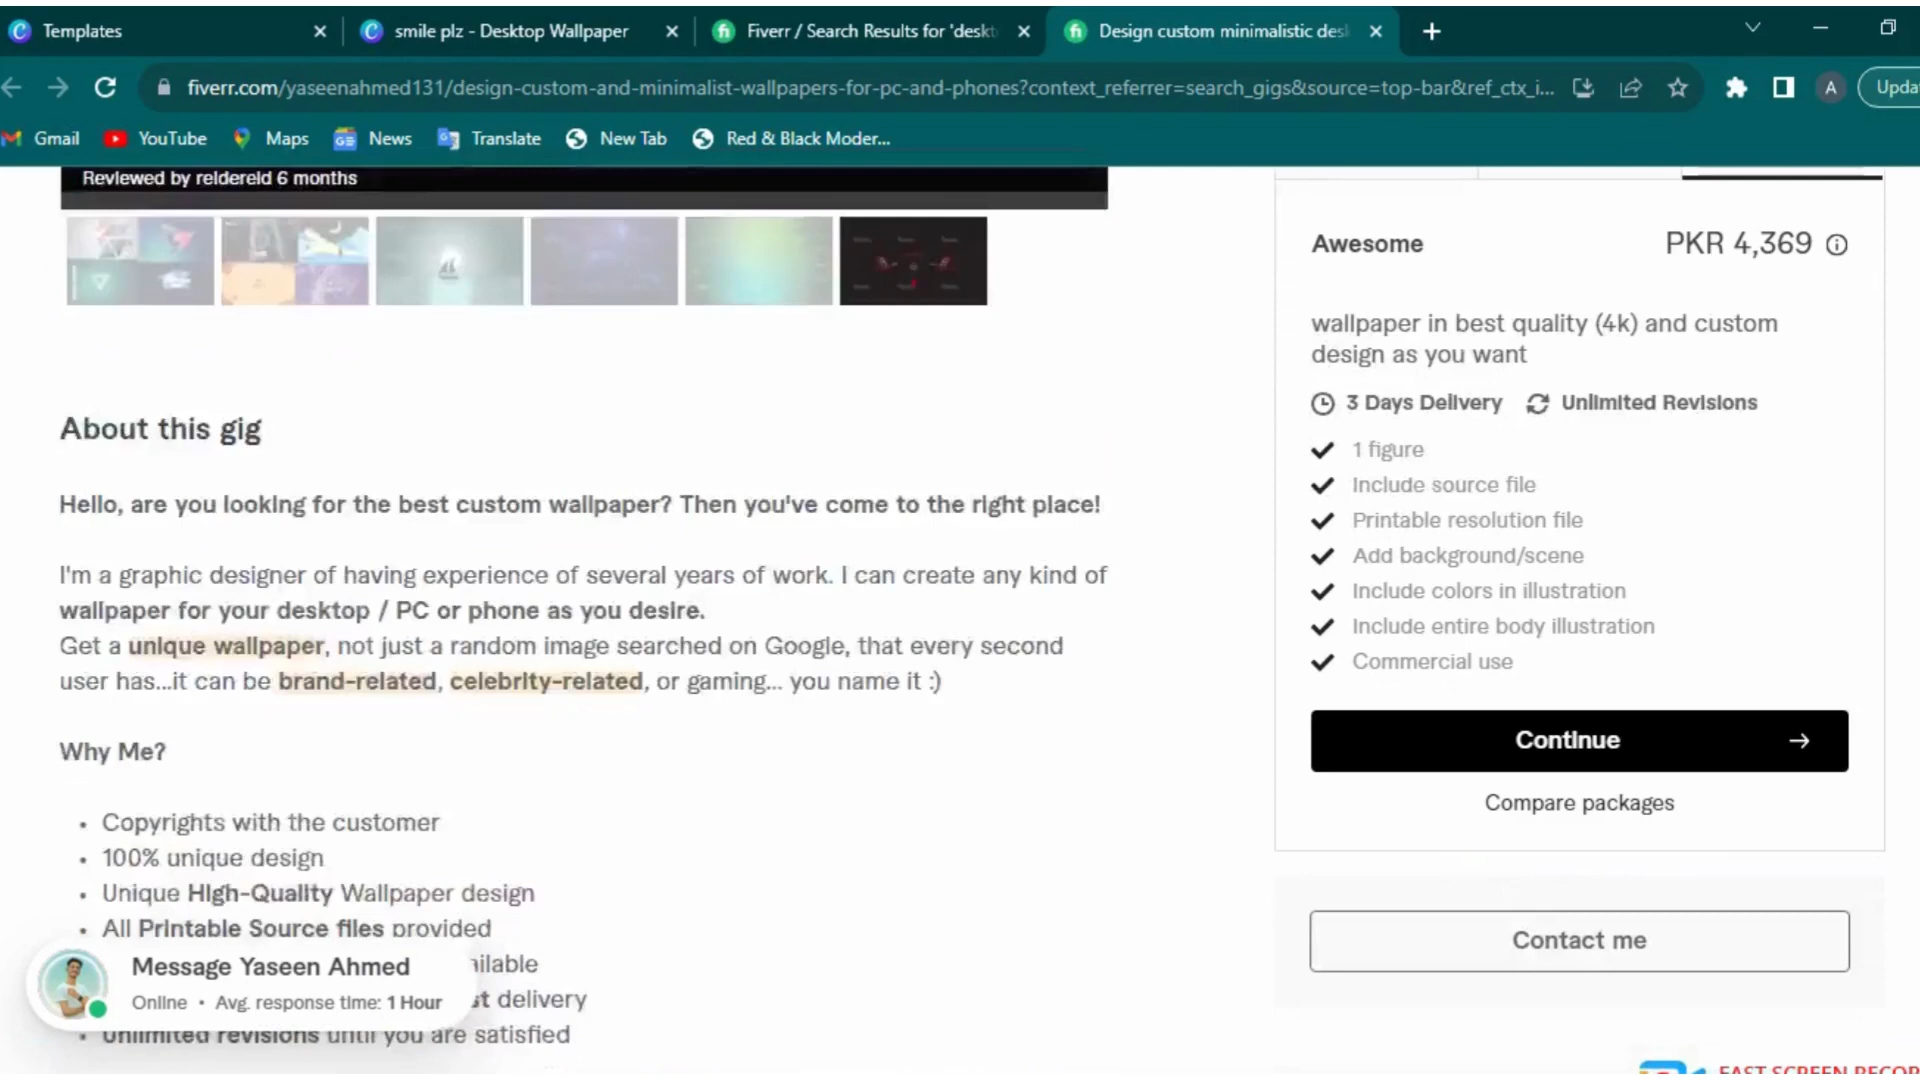 Templates
smile plz - Desktop Wallpaper
Fiverr / Search Results for 'deskt
Design custom minimalistic desk
fiverr.com/yaseenahmed131/design-custom-and-minimalist-wallpapers-for-pc-and-phones?context_referrer=search_gigs&source=top-bar&ref_ctx_i...
A
Updat
Gmail
YouTube
Maps
News
Translate
New Tab
Red & Black Moder...
Reviewed by reldereld 6 months
Awesome
PKR 4,369
wallpaper in best quality (4k) and custom
design as you want
3 Days Delivery
Unlimited Revisions
1 figure
Include source file
Printable resolution file
Add background/scene
Include colors in illustration
Include entire body illustration
Commercial use
Continue
Compare packages
Contact me
About this gig
Hello, are you looking for the best custom wallpaper? Then you've come to the right place!
I'm a graphic designer of having experience of several years of work. I can create any kind of
wallpaper for your desktop / PC or phone as you desire.
Get a unique wallpaper, not just a random image searched on Google, that every second
user has...it can be brand-related, celebrity-related, or gaming... you name it :)
Why Me?
Copyrights with the customer
100% unique design
Unique High-Quality Wallpaper design
All Printable Source files provided
ilable
st delivery
Unlimited revisions until you are satisfied
Message Yaseen Ahmed
Online • Avg. response time: 1 Hour
FAST SCREEN RECOR